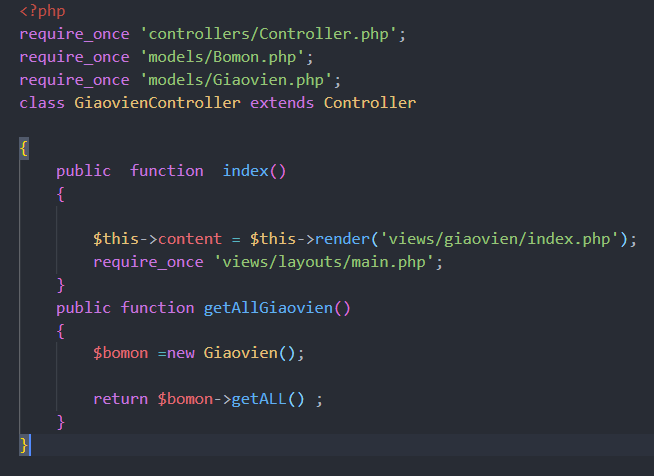 <?php
require_once 'controllers/Controller.php';
require_once 'models/Bomon.php';
require_once 'models/Giaovien.php';
class GiaovienController extends Controller
{
public  function  index()
{
$this->content = $this->render('views/giaovien/index.php');
require_once 'views/layouts/main.php';
}
public function getAllGiaovien()
{
$bomon =new Giaovien();
return $bomon->getALL() ;
}
}